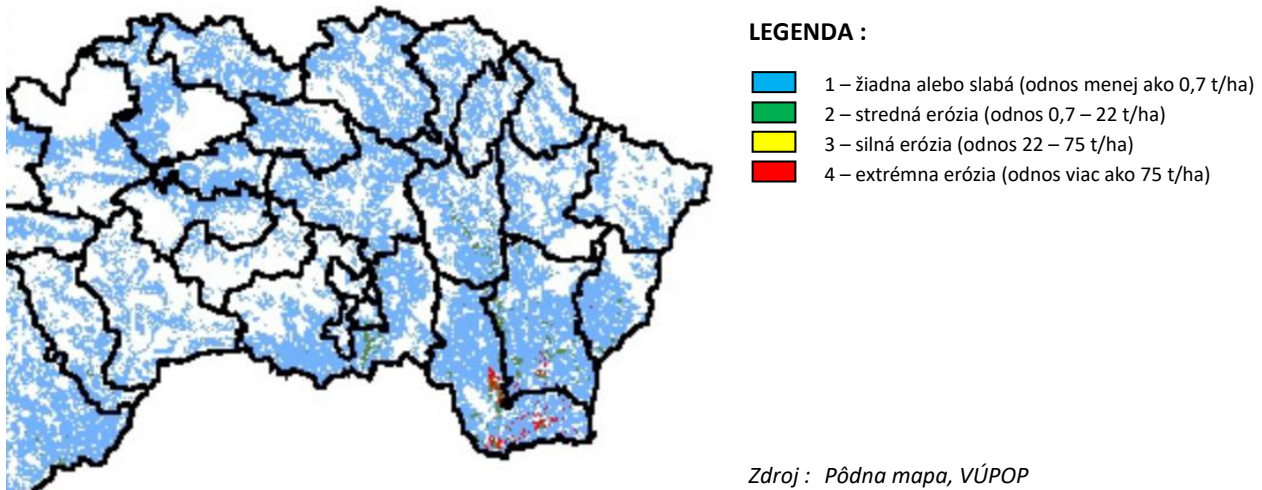 LEGENDA :
1 – žiadna alebo slabá (odnos menej ako 0,7 t/ha)
2 – stredná erózia (odnos 0,7 – 22 t/ha)
3 – silná erózia (odnos 22 – 75 t/ha)
4 – extrémna erózia (odnos viac ako 75 t/ha)
Zdroj : Pôdna mapa, VÚPOP